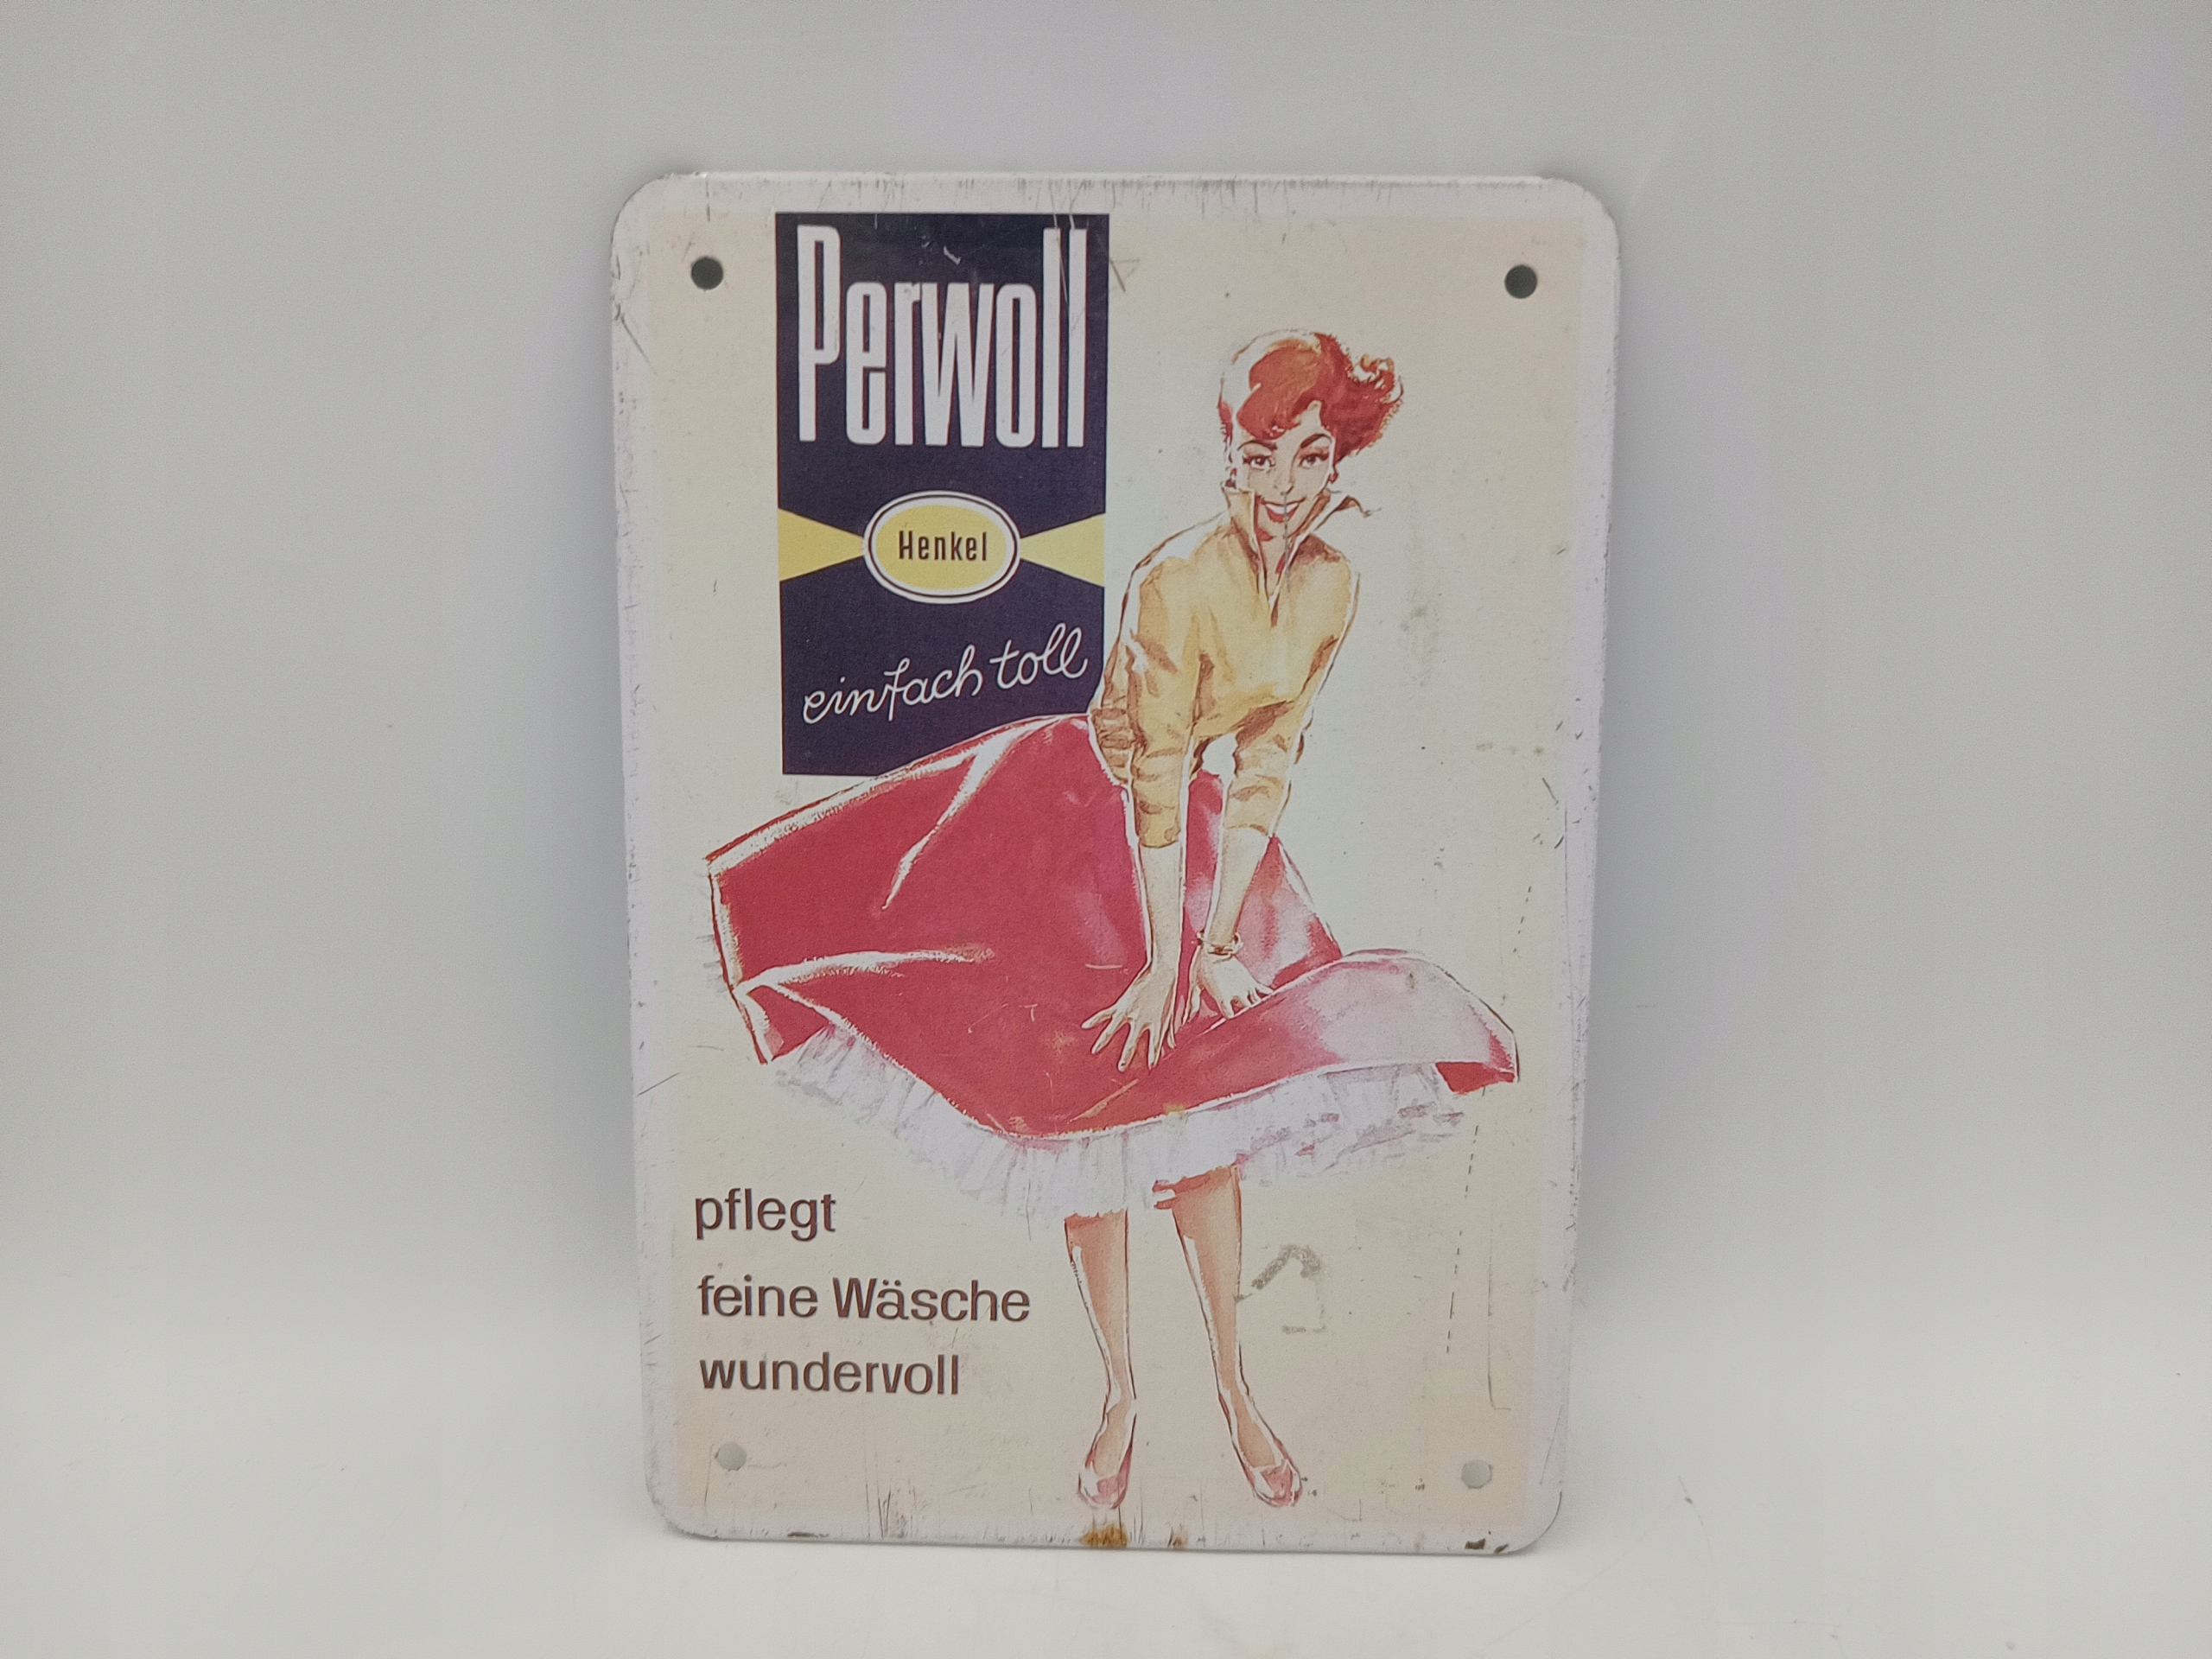 Perwoll
Henkel
einfach toll
pflegt
feine Wäsche
wundervoll